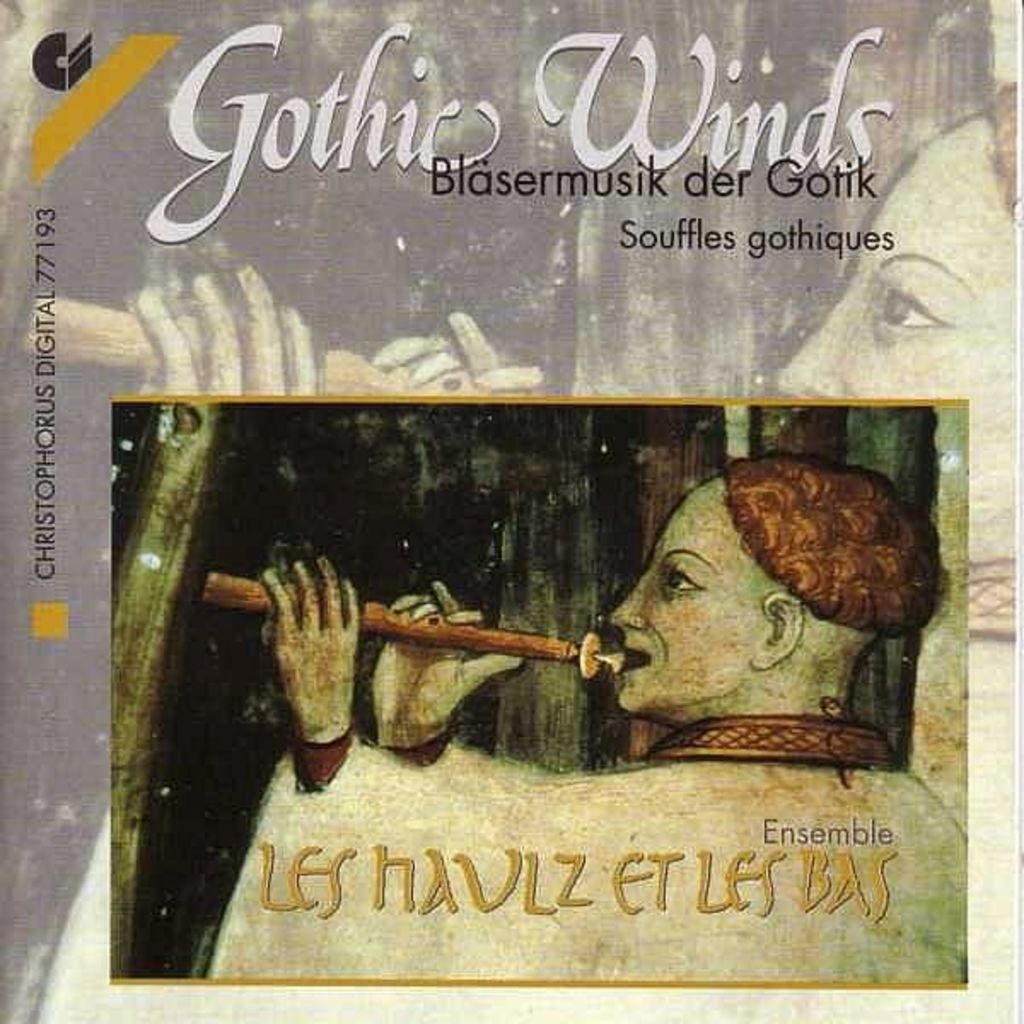 Gothic Winds
Bläsermusik der Gotik
Souffles gothiques
CHRISTOPHORUS DIGITAL 77193
Ensemble
LES HAULZ ET LES BAS